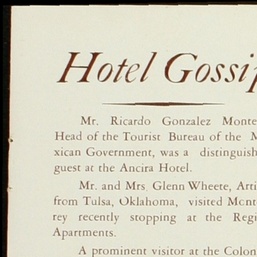 Hotel Gossip
Mr. Ricardo Gonzalez Monte
Head of the Tourist Bureau of the M
xican Government, was a distinguish
guest at the Ancira Hotel.
Mr. and Mrs. Glenn Wheete, Arti
from Tulsa, Oklahoma, visited Mont
rey recently stopping at the Regi
Apartments.
A prominent visitor at the Colon